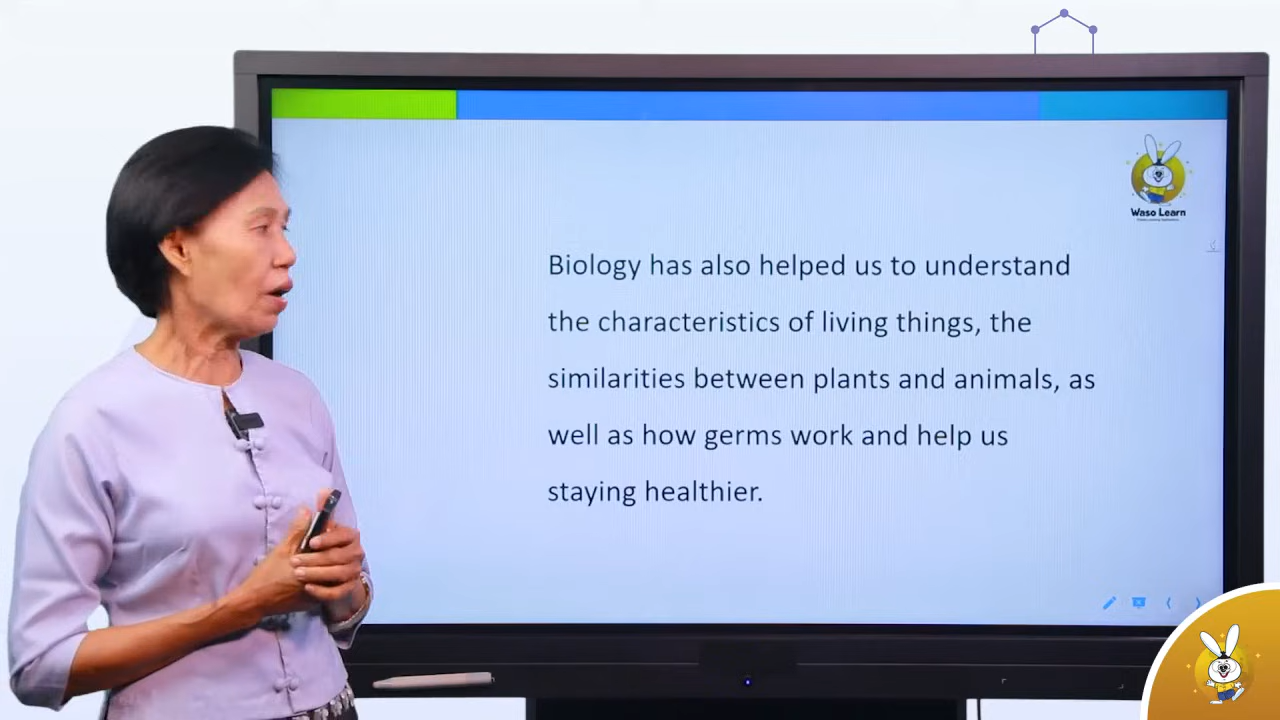 Waso Learn
Biology has also helped us to understand
the characteristics of living things, the
similarities between plants and animals, as
well as how germs work and help us
staying healthier.